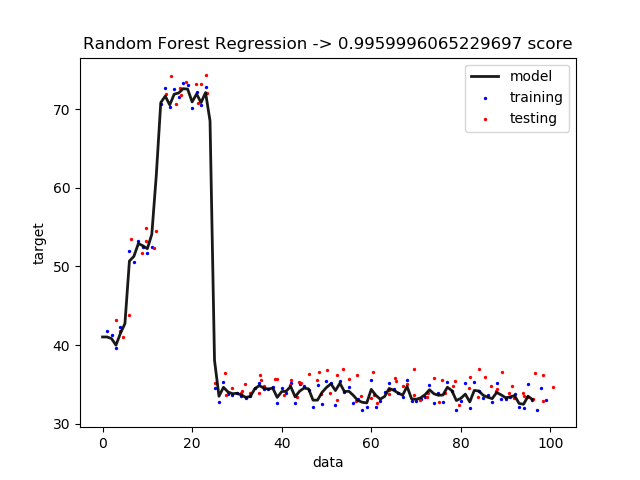 Random Forest Regression -> 0.9959996065229697 score
model
training
testing
target
70
60
50
40
30
0 20 40 60 80 100
data